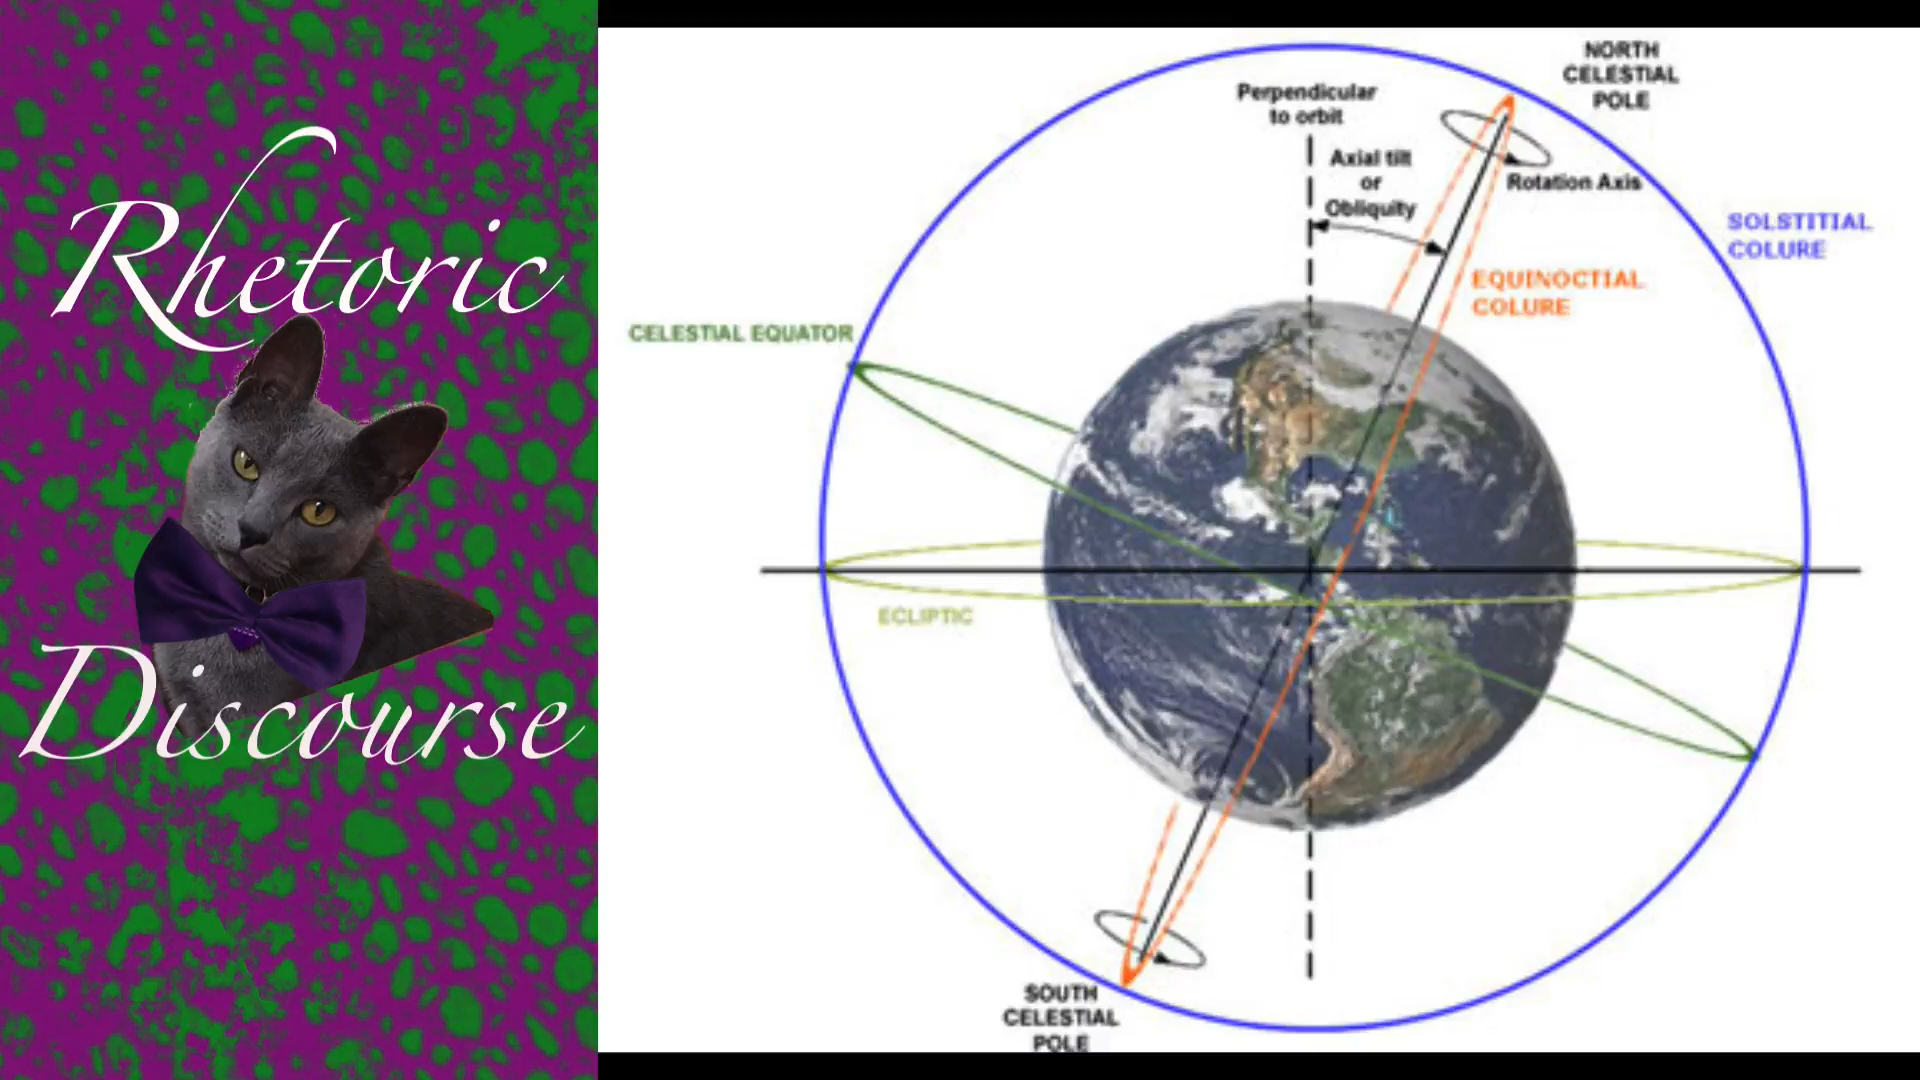 Rhetoric
Discourse
NORTH
CELESTIAL
POLE
Perpendicular
to orbit
Axial tilt
or
Obliquity
Rotation Axis
SOLSTITIAL
COLURE
EQUINOCTIAL
COLURE
CELESTIAL EQUATOR
ECLIPTIC
SOUTH
CELESTIAL
POLE